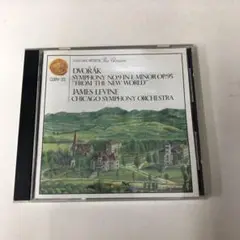 DVOŘÁK
SYMPHONY NO.9 IN E MINOR, OP.95
"FROM THE NEW WORLD"
JAMES LEVINE
CHICAGO SYMPHONY ORCHESTRA